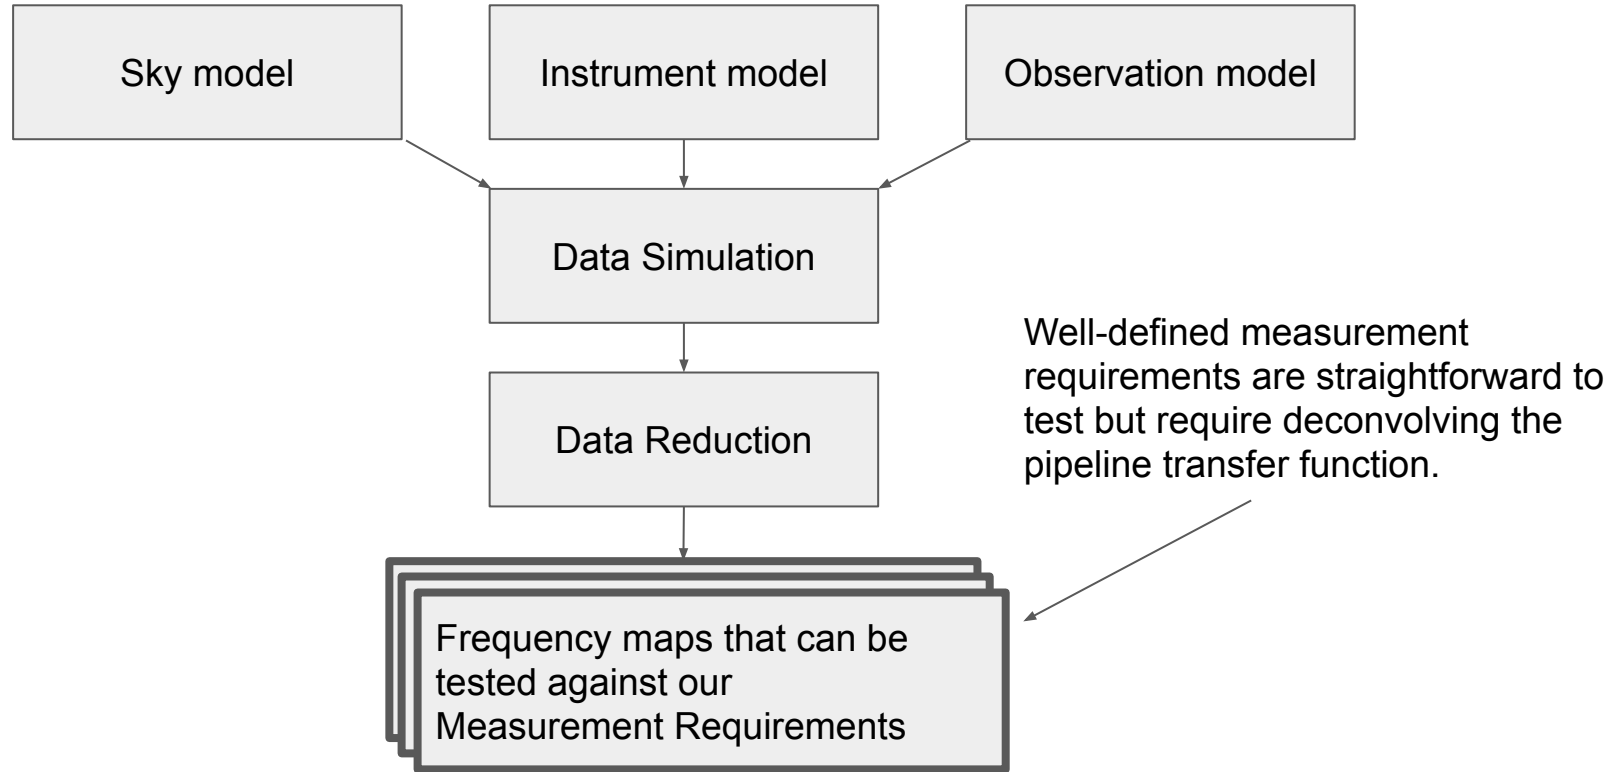 Sky model
Instrument model
Observation model
Data Simulation
Data Reduction
Well-defined measurement
requirements are straightforward to
test but require deconvolving the
pipeline transfer function.
Frequency maps that can be
tested against our
Measurement Requirements